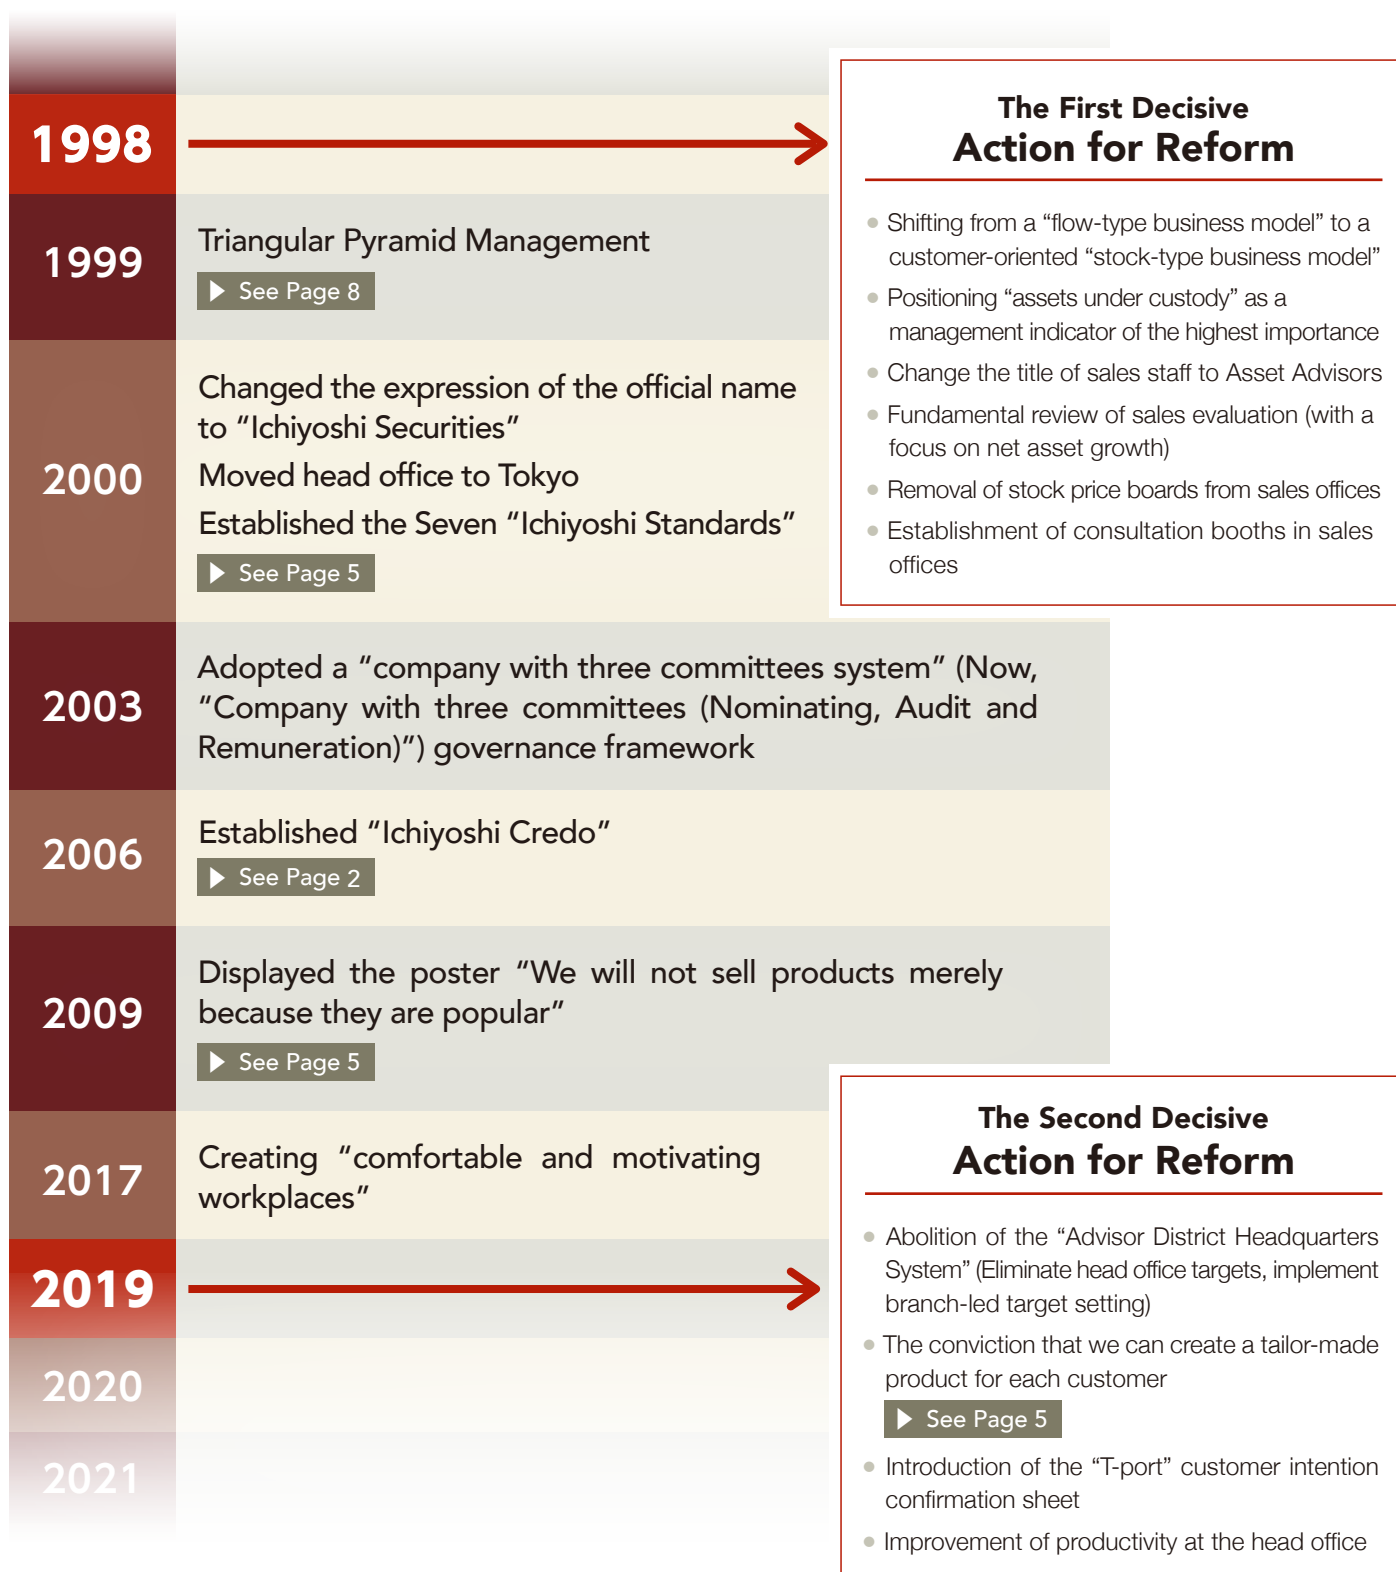 1998
The First Decisive
Action for Reform
• Shifting from a “flow-type business model” to a
customer-oriented “stock-type business model”
• Positioning “assets under custody” as a
management indicator of the highest importance
• Change the title of sales staff to Asset Advisors
• Fundamental review of sales evaluation (with a
focus on net asset growth)
• Removal of stock price boards from sales offices
• Establishment of consultation booths in sales
offices
1999
Triangular Pyramid Management
▶ See Page 8
2000
Changed the expression of the official name
to “Ichiyoshi Securities”
Moved head office to Tokyo
Established the Seven “Ichiyoshi Standards”
▶ See Page 5
2003
Adopted a “company with three committees system” (Now,
“Company with three committees (Nominating, Audit and
Remuneration)”) governance framework
2006
Established “Ichiyoshi Credo”
▶ See Page 2
2009
Displayed the poster “We will not sell products merely
because they are popular”
▶ See Page 5
2017
Creating “comfortable and motivating
workplaces”
2019
The Second Decisive
Action for Reform
• Abolition of the “Advisor District Headquarters
System” (Eliminate head office targets, implement
branch-led target setting)
• The conviction that we can create a tailor-made
product for each customer
▶ See Page 5
• Introduction of the “T-port” customer intention
confirmation sheet
• Improvement of productivity at the head office
2020
2021